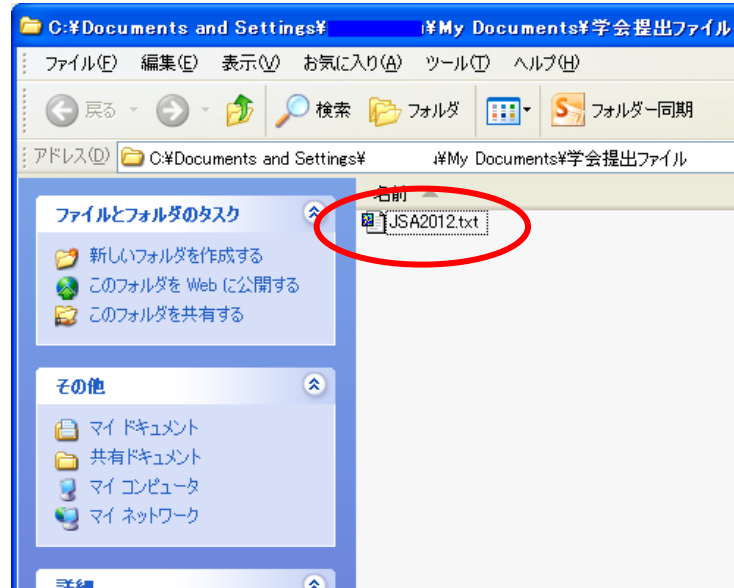 C:¥Documents and Settings¥ ¥My Documents¥学会提出ファイル
ファイル(F) 編集(E) 表示(V) お気に入り(A) ツール(T) ヘルプ(H)
戻る 検索 フォルダ フォルダー同期
アドレス(D) C:¥Documents and Settings¥ ¥My Documents¥学会提出ファイル
名前
ファイルとフォルダのタスク
JSA2012.txt
新しいフォルダを作成する
このフォルダを Web に公開する
このフォルダを共有する
その他
マイ ドキュメント
共有ドキュメント
マイ コンピュータ
マイ ネットワーク
詳細